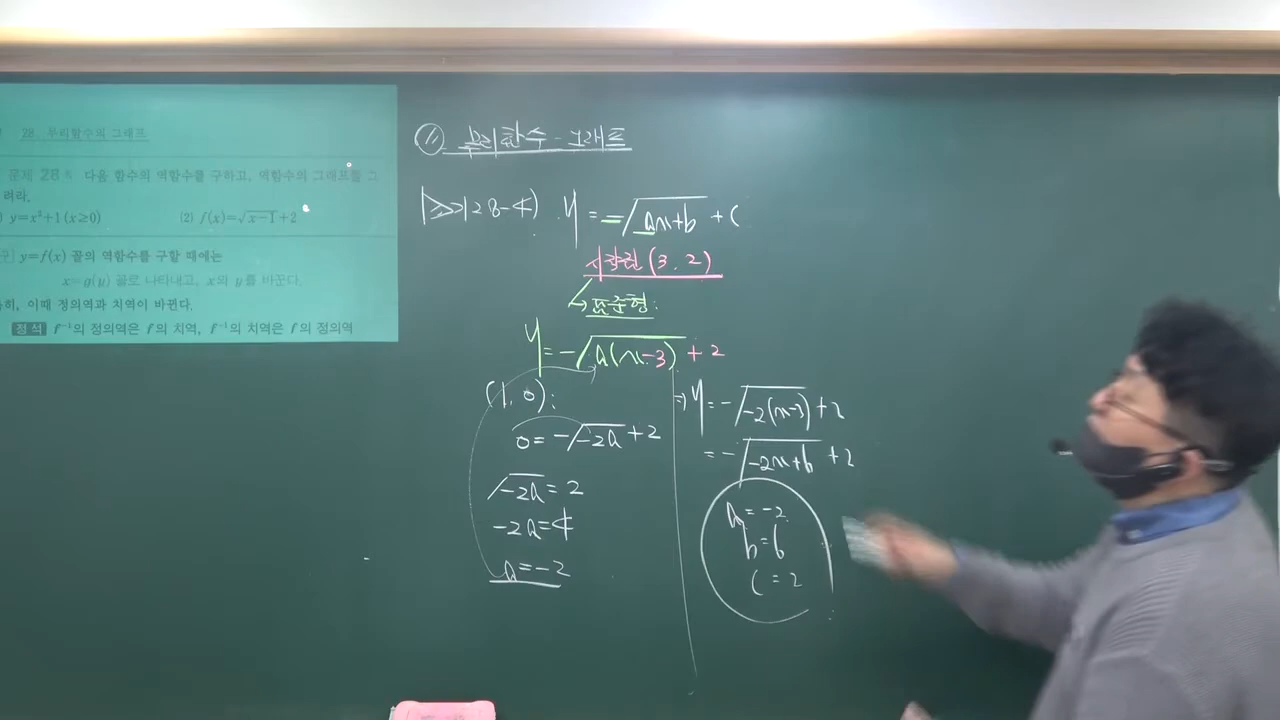 28. 무리함수의 그래프
문제 28 다음 함수의 역함수를 구하고, 역함수의 그래프를 그
려라.
y=x²+1(x≥0) (2) f(x)=√(x-1)+2
y=f(x) 꼴의 역함수를 구할 때에는
x=g(y) 꼴로 나타내고, x와 y를 바꾼다.
히, 이때 정의역과 치역이 바뀐다.
정석 f⁻¹의 정의역은 f의 치역, f⁻¹의 치역은 f의 정의역
⑪ 무리함수-그래프
28-4) y=-√(ax+b)+c
시작점(3, 2)
↳표준형:
y=-√(a(x-3))+2
(1, 0):
0=-√(-2a)+2
√(-2a)=2
-2a=4
a=-2
⇒ y=-√(-2(x-3))+2
=-√(-2x+6)+2
a=-2
b=6
c=2